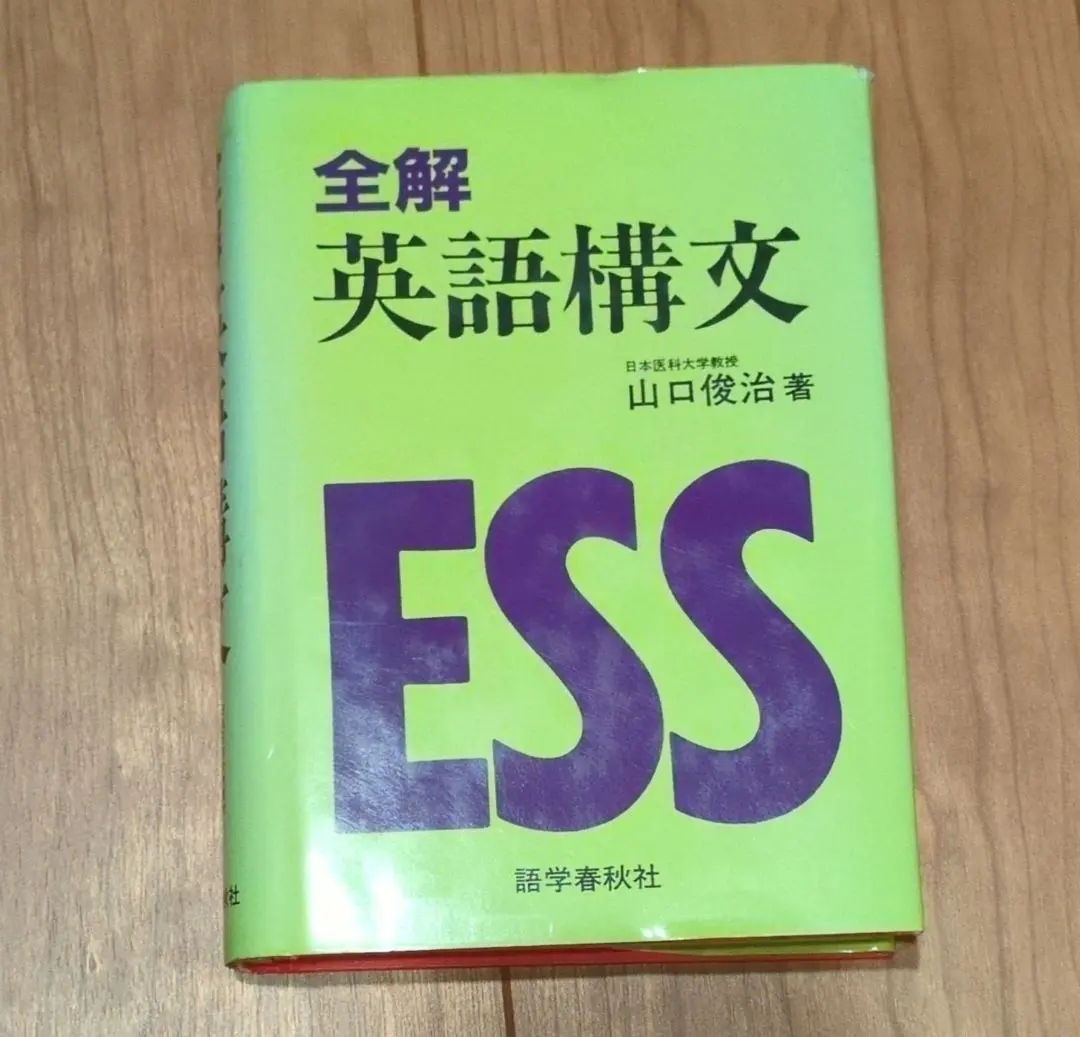 全解
英語構文
日本医科大学教授
山口俊治著
ESS
語学春秋社
社